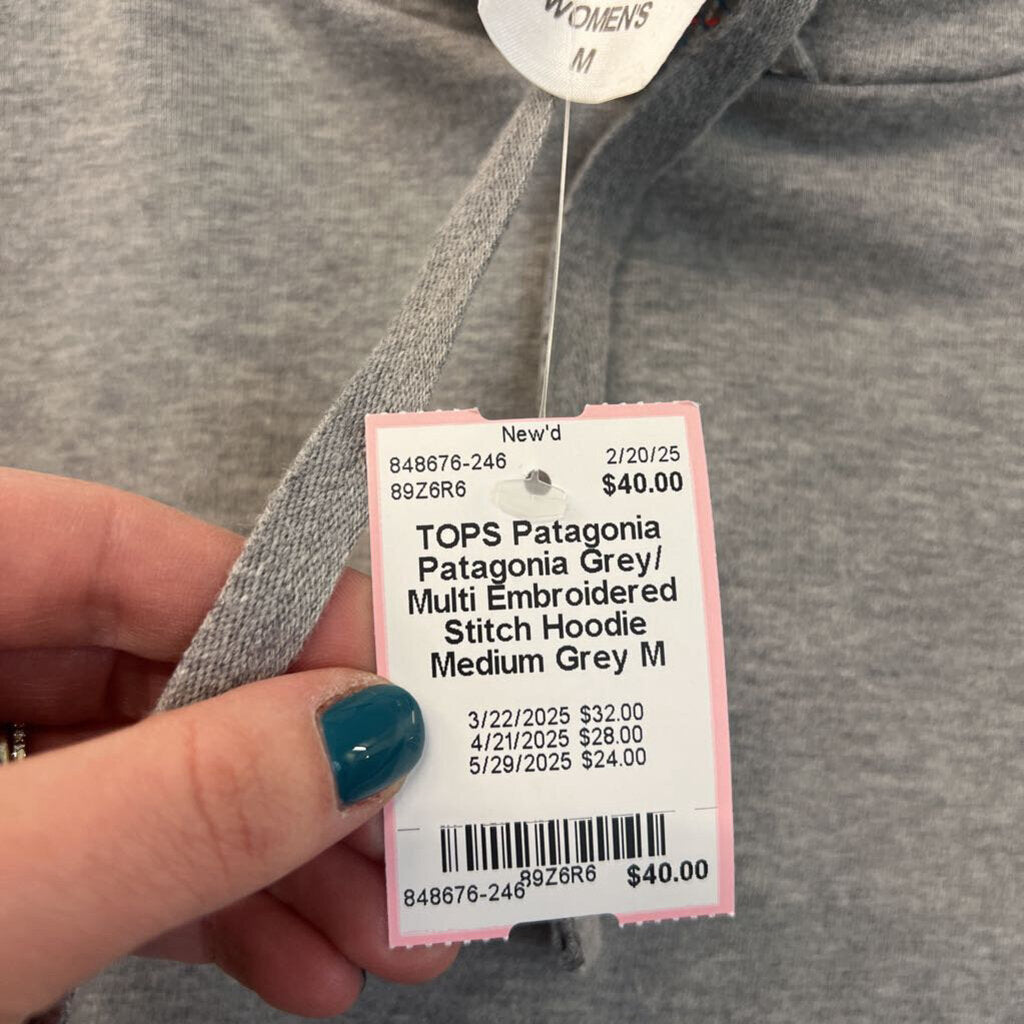 WOMEN'S
M
New'd
848676-246 2/20/25
89Z6R6 $40.00
TOPS Patagonia
Patagonia Grey/
Multi Embroidered
Stitch Hoodie
Medium Grey M
3/22/2025 $32.00
4/21/2025 $28.00
5/29/2025 $24.00
848676-246 89Z6R6 $40.00